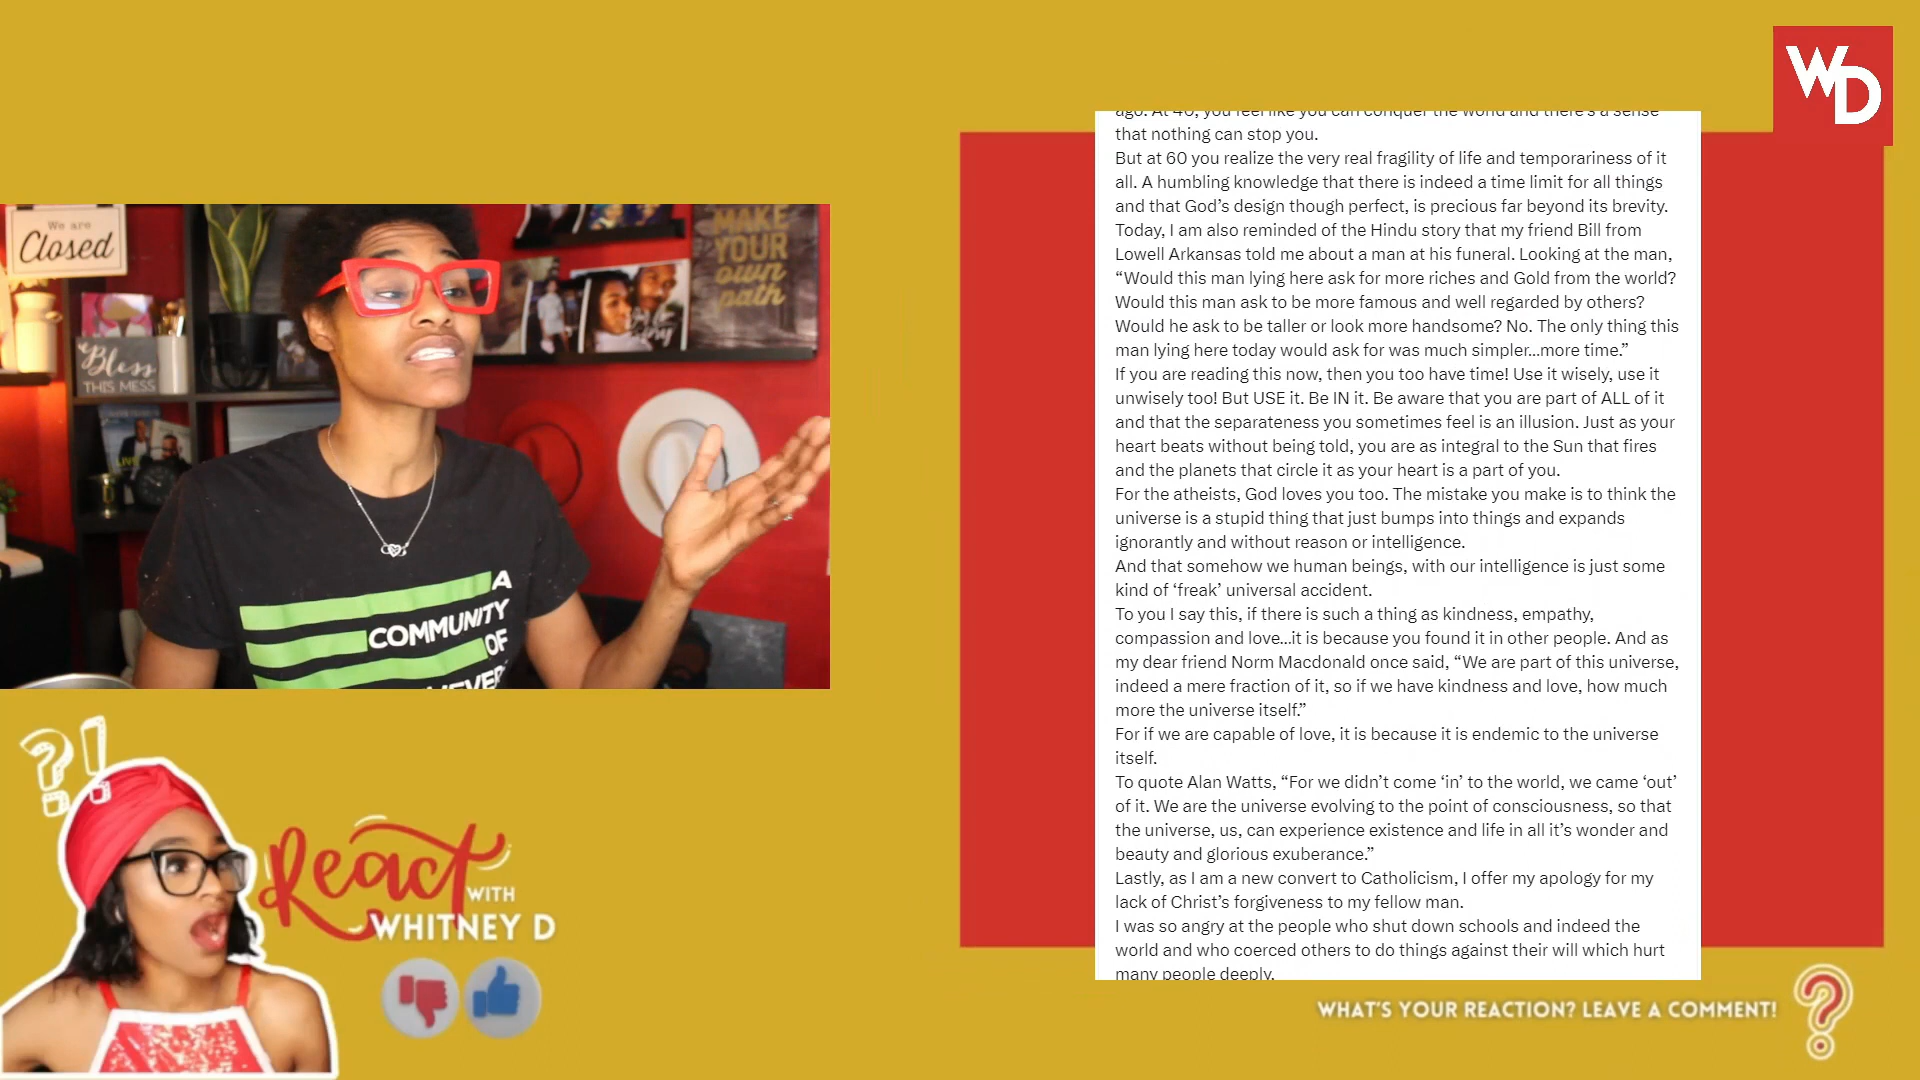 WD
ago. At 40, you feel like you can conquer the world and there's a sense
that nothing can stop you.
But at 60 you realize the very real fragility of life and temporariness of it
all. A humbling knowledge that there is indeed a time limit for all things
and that God's design though perfect, is precious far beyond its brevity.
Today, I am also reminded of the Hindu story that my friend Bill from
Lowell Arkansas told me about a man at his funeral. Looking at the man,
“Would this man lying here ask for more riches and Gold from the world?
Would this man ask to be more famous and well regarded by others?
Would he ask to be taller or look more handsome? No. The only thing this
man lying here today would ask for was much simpler...more time.”
If you are reading this now, then you too have time! Use it wisely, use it
unwisely too! But USE it. Be IN it. Be aware that you are part of ALL of it
and that the separateness you sometimes feel is an illusion. Just as your
heart beats without being told, you are as integral to the Sun that fires
and the planets that circle it as your heart is a part of you.
For the atheists, God loves you too. The mistake you make is to think the
universe is a stupid thing that just bumps into things and expands
ignorantly and without reason or intelligence.
And that somehow we human beings, with our intelligence is just some
kind of ‘freak’ universal accident.
To you I say this, if there is such a thing as kindness, empathy,
compassion and love...it is because you found it in other people. And as
my dear friend Norm Macdonald once said, “We are part of this universe,
indeed a mere fraction of it, so if we have kindness and love, how much
more the universe itself.”
For if we are capable of love, it is because it is endemic to the universe
itself.
To quote Alan Watts, “For we didn't come ‘in’ to the world, we came ‘out’
of it. We are the universe evolving to the point of consciousness, so that
the universe, us, can experience existence and life in all it's wonder and
beauty and glorious exuberance.”
Lastly, as I am a new convert to Catholicism, I offer my apology for my
lack of Christ's forgiveness to my fellow man.
I was so angry at the people who shut down schools and indeed the
world and who coerced others to do things against their will which hurt
many people deeply.
We are
Closed
MAKE
YOUR
own
path
Bless
THIS MESS
LIVE
A
COMMUNITY
OF
?!
React
WITH
WHITNEY D
WHAT'S YOUR REACTION? LEAVE A COMMENT!
?